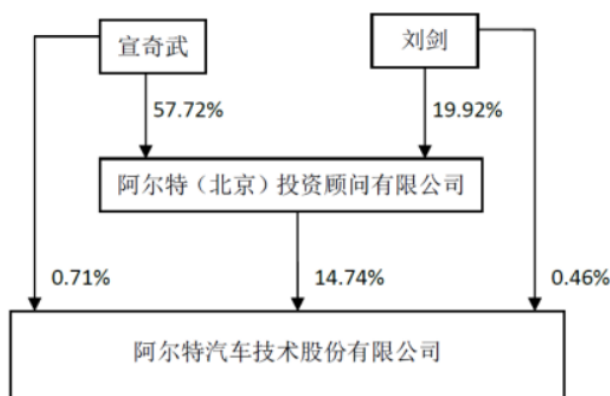 宣奇武
刘剑
57.72%
19.92%
阿尔特（北京）投资顾问有限公司
0.71%
14.74%
0.46%
阿尔特汽车技术股份有限公司